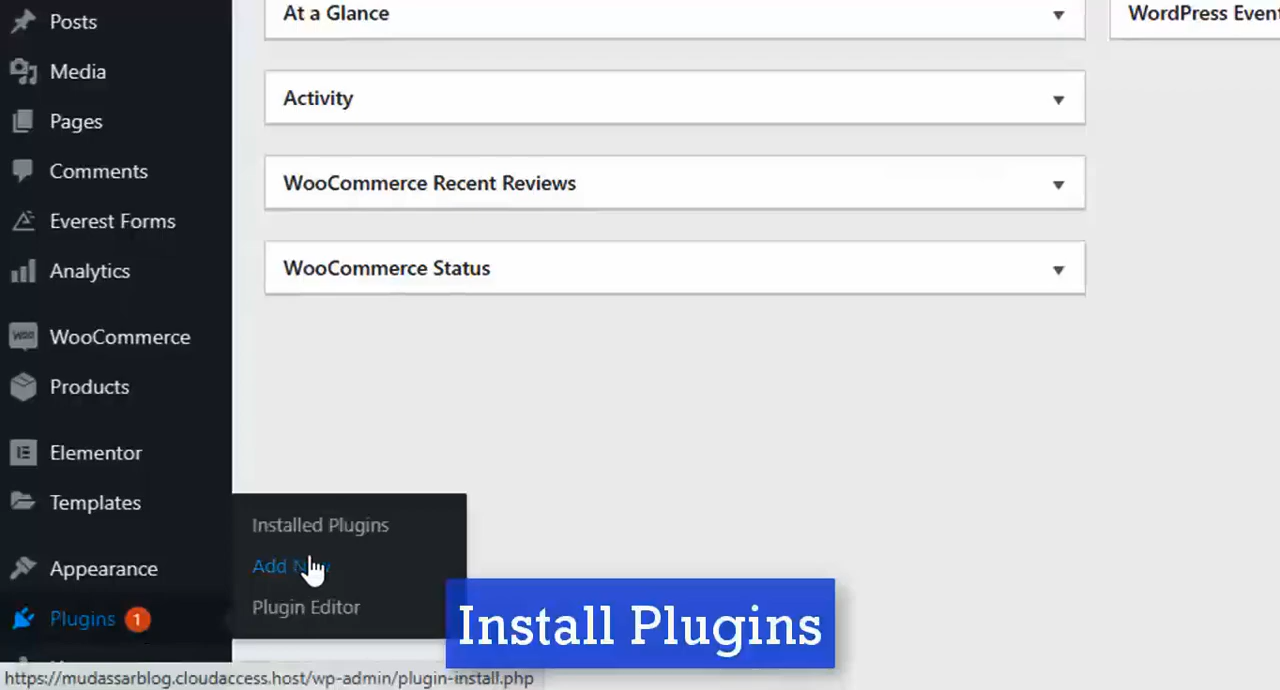 Posts
Media
Pages
Comments
Everest Forms
Analytics
WooCommerce
Products
Elementor
Templates
Appearance
Plugins 1
Installed Plugins
Add New
Plugin Editor
At a Glance
Activity
WooCommerce Recent Reviews
WooCommerce Status
WordPress Event
Install Plugins
https://mudassarblog.cloudaccess.host/wp-admin/plugin-install.php